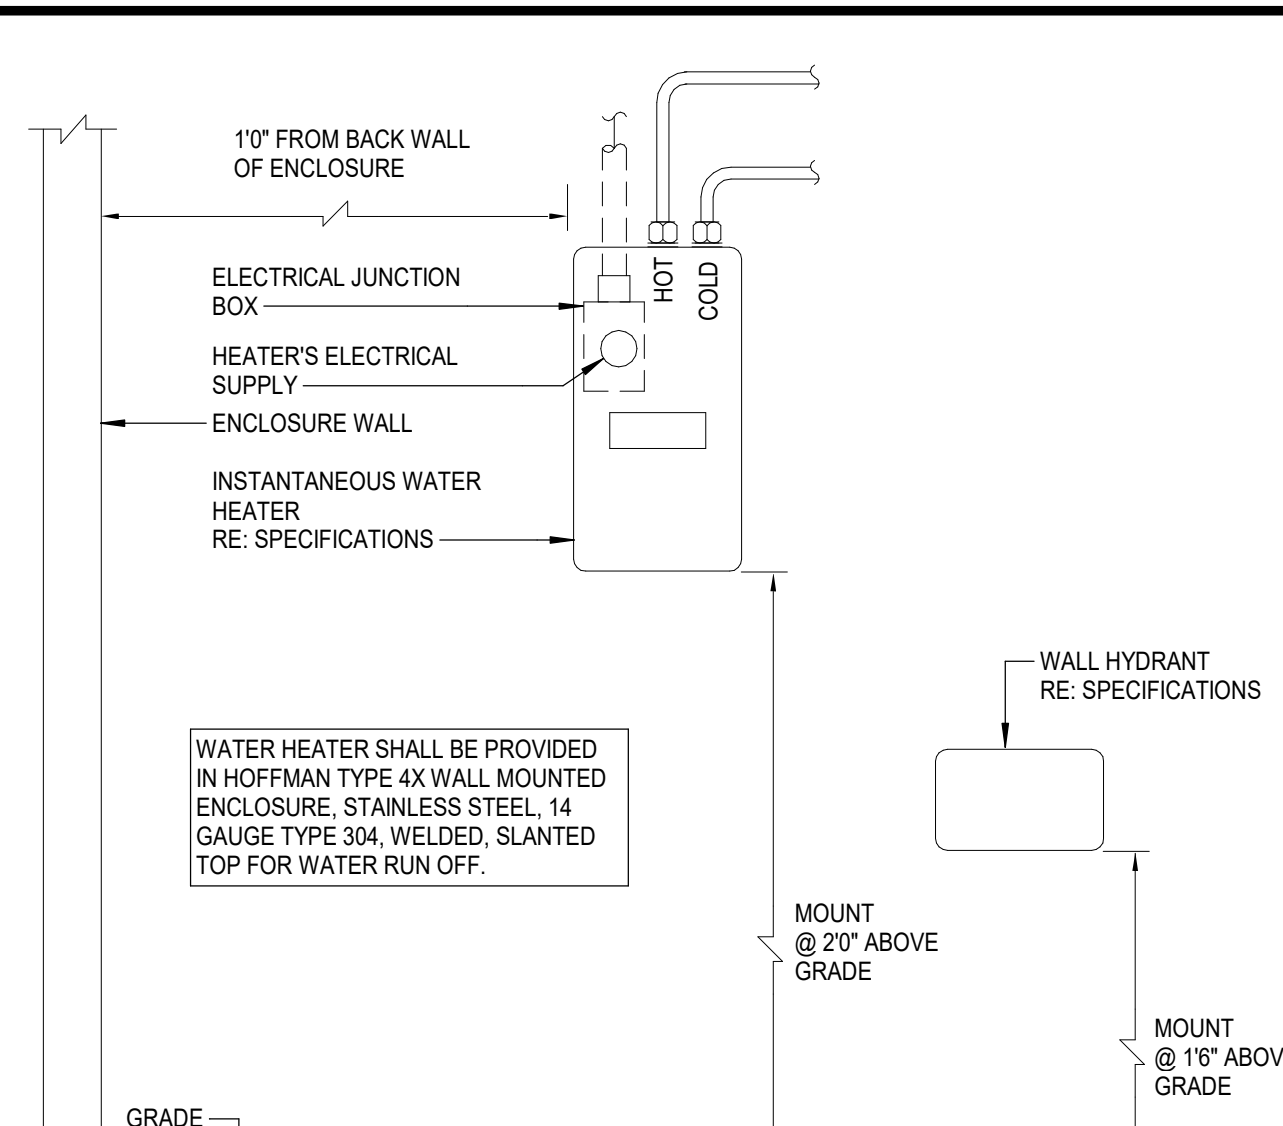 1'0" FROM BACK WALL
OF ENCLOSURE
HOT
COLD
ELECTRICAL JUNCTION
BOX
HEATER'S ELECTRICAL
SUPPLY
ENCLOSURE WALL
INSTANTANEOUS WATER
HEATER
RE: SPECIFICATIONS
WALL HYDRANT
RE: SPECIFICATIONS
WATER HEATER SHALL BE PROVIDED
IN HOFFMAN TYPE 4X WALL MOUNTED
ENCLOSURE, STAINLESS STEEL, 14
GAUGE TYPE 304, WELDED, SLANTED
TOP FOR WATER RUN OFF.
MOUNT
@ 2'0" ABOVE
GRADE
MOUNT
@ 1'6" ABOV
GRADE
GRADE